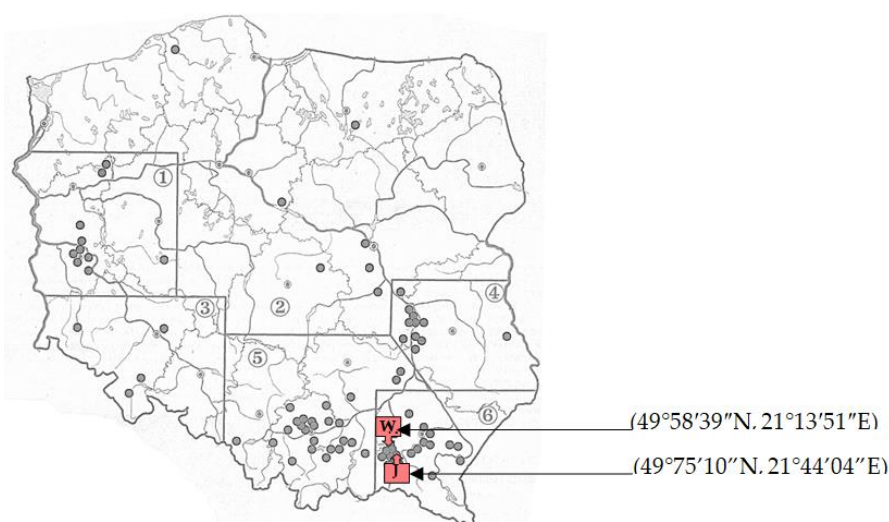 ①
③
②
④
⑤
⑥
W
(49°58′39″N, 21°13′51″E)
J
(49°75′10″N, 21°44′04″E)